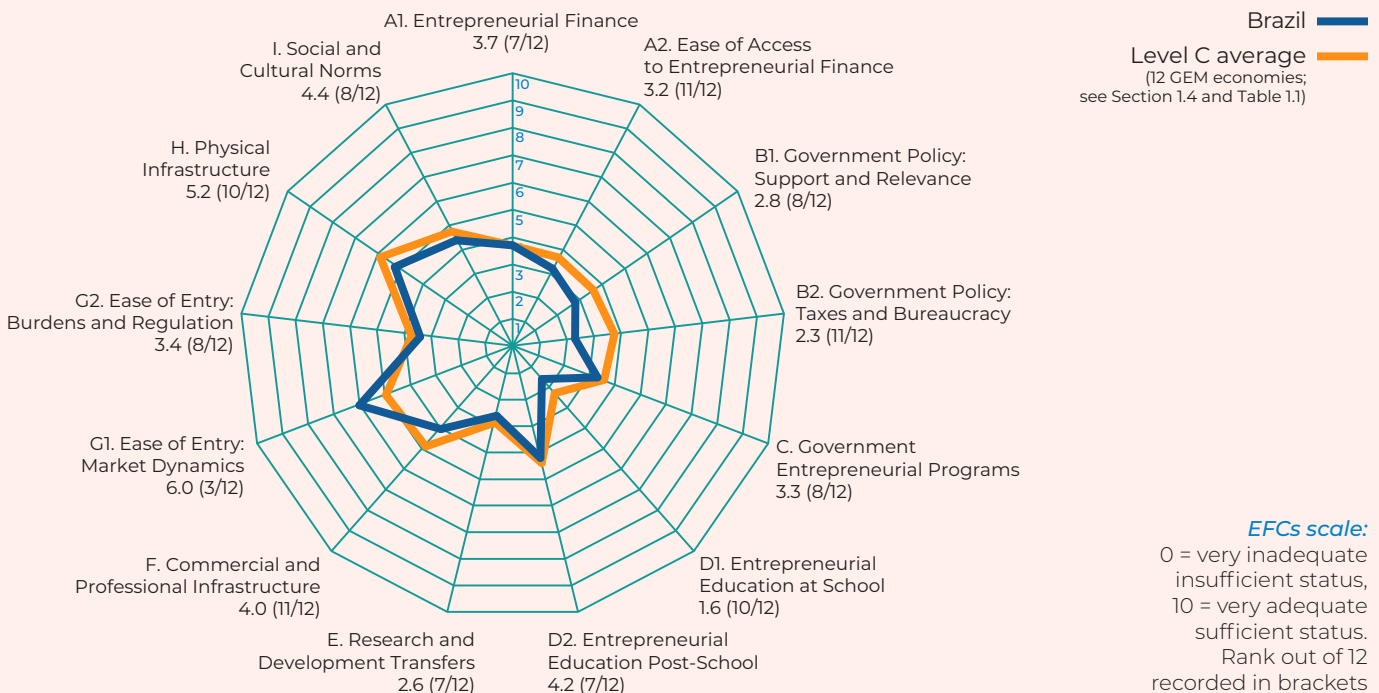 A1. Entrepreneurial Finance
3.7 (7/12)
A2. Ease of Access
to Entrepreneurial Finance
3.2 (11/12)
B1. Government Policy:
Support and Relevance
2.8 (8/12)
B2. Government Policy:
Taxes and Bureaucracy
2.3 (11/12)
C. Government
Entrepreneurial Programs
3.3 (8/12)
D1. Entrepreneurial
Education at School
1.6 (10/12)
D2. Entrepreneurial
Education Post-School
4.2 (7/12)
E. Research and
Development Transfers
2.6 (7/12)
F. Commercial and
Professional Infrastructure
4.0 (11/12)
G1. Ease of Entry:
Market Dynamics
6.0 (3/12)
G2. Ease of Entry:
Burdens and Regulation
3.4 (8/12)
H. Physical
Infrastructure
5.2 (10/12)
I. Social and
Cultural Norms
4.4 (8/12)
10
9
8
7
6
5
3
2
1
Brazil
Level C average
(12 GEM economies;
see Section 1.4 and Table 1.1)
EFCs scale:
0 = very inadequate
insufficient status,
10 = very adequate
sufficient status.
Rank out of 12
recorded in brackets